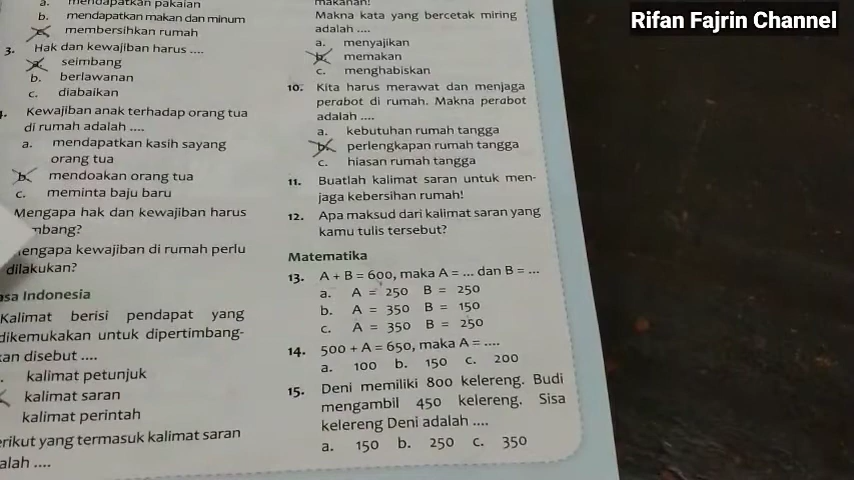 mendapatkan pakaian
b. mendapatkan makan dan minum
membersihkan rumah
3. Hak dan kewajiban harus ....
a. seimbang
b. berlawanan
c. diabaikan
Kewajiban anak terhadap orang tua
di rumah adalah ....
a. mendapatkan kasih sayang
orang tua
b. mendoakan orang tua
c. meminta baju baru
Mengapa hak dan kewajiban harus
mbang?
engapa kewajiban di rumah perlu
dilakukan?
asa Indonesia
Kalimat berisi pendapat yang
dikemukakan untuk dipertimbang-
kan disebut ....
kalimat petunjuk
kalimat saran
kalimat perintah
erikut yang termasuk kalimat saran
alah ....
makanan!
Makna kata yang bercetak miring
adalah ....
a. menyajikan
b. memakan
c. menghabiskan
10. Kita harus merawat dan menjaga
perabot di rumah. Makna perabot
adalah ....
a. kebutuhan rumah tangga
b. perlengkapan rumah tangga
c. hiasan rumah tangga
11. Buatlah kalimat saran untuk men-
jaga kebersihan rumah!
12. Apa maksud dari kalimat saran yang
kamu tulis tersebut?
Matematika
13. A + B = 600, maka A = ... dan B = ...
a. A = 250 B = 250
b. A = 350 B = 150
c. A = 350 B = 250
14. 500 + A = 650, maka A = ....
a. 100 b. 150 c. 200
15. Deni memiliki 800 kelereng. Budi
mengambil 450 kelereng. Sisa
kelereng Deni adalah ....
a. 150 b. 250 c. 350
Rifan Fajrin Channel